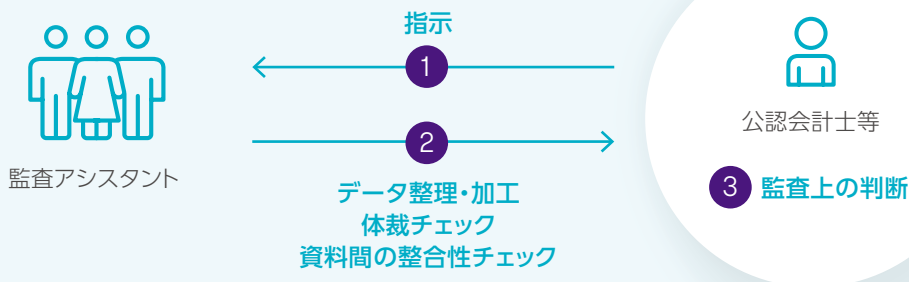 指示
1
2
監査アシスタント
データ整理・加工
体裁チェック
資料間の整合性チェック
公認会計士等
3 監査上の判断